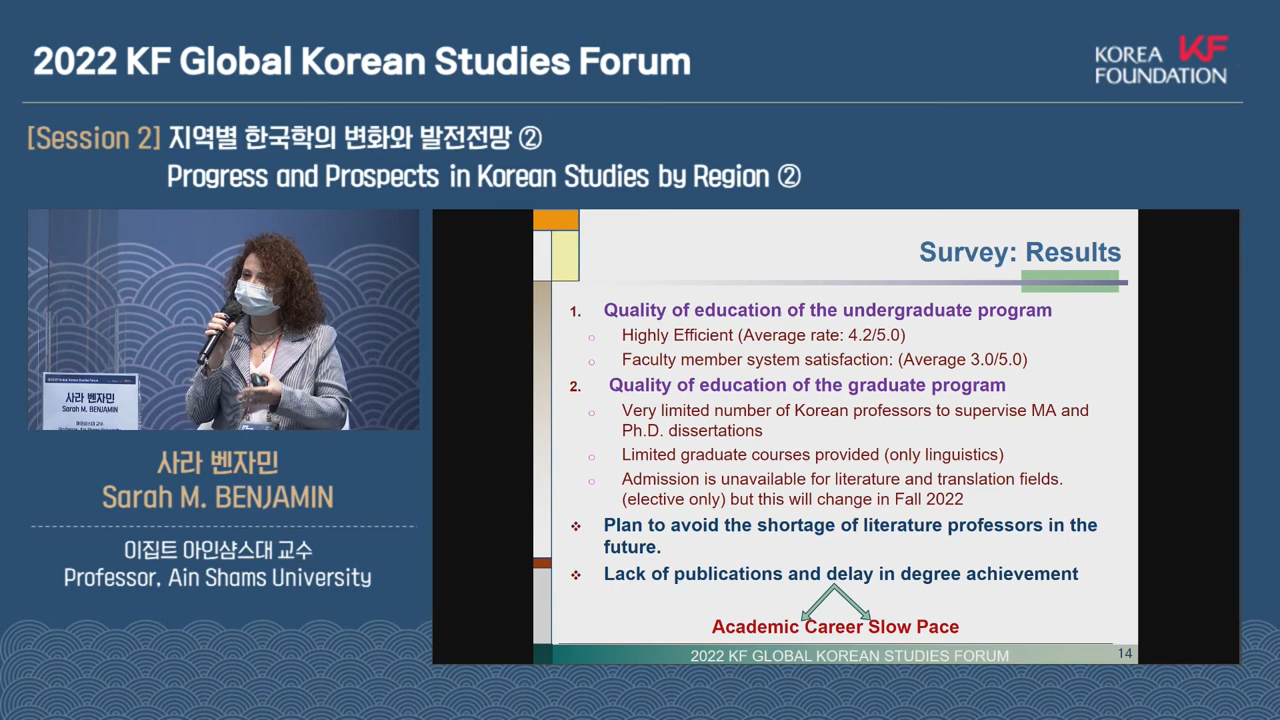 2022 KF Global Korean Studies Forum
KOREA KF
FOUNDATION
[Session 2] 지역별 한국학의 변화와 발전전망 ②
Progress and Prospects in Korean Studies by Region ②
Survey: Results
1. Quality of education of the undergraduate program
○ Highly Efficient (Average rate: 4.2/5.0)
○ Faculty member system satisfaction: (Average 3.0/5.0)
2. Quality of education of the graduate program
○ Very limited number of Korean professors to supervise MA and
Ph.D. dissertations
○ Limited graduate courses provided (only linguistics)
○ Admission is unavailable for literature and translation fields.
(elective only) but this will change in Fall 2022
❖ Plan to avoid the shortage of literature professors in the
future.
❖ Lack of publications and delay in degree achievement
Academic Career Slow Pace
2022 KF GLOBAL KOREAN STUDIES FORUM
14
사라 벤자민
Sarah M. BENJAMIN
사라 벤자민
Sarah M. BENJAMIN
이집트 아인샴스대 교수
Professor, Ain Shams University